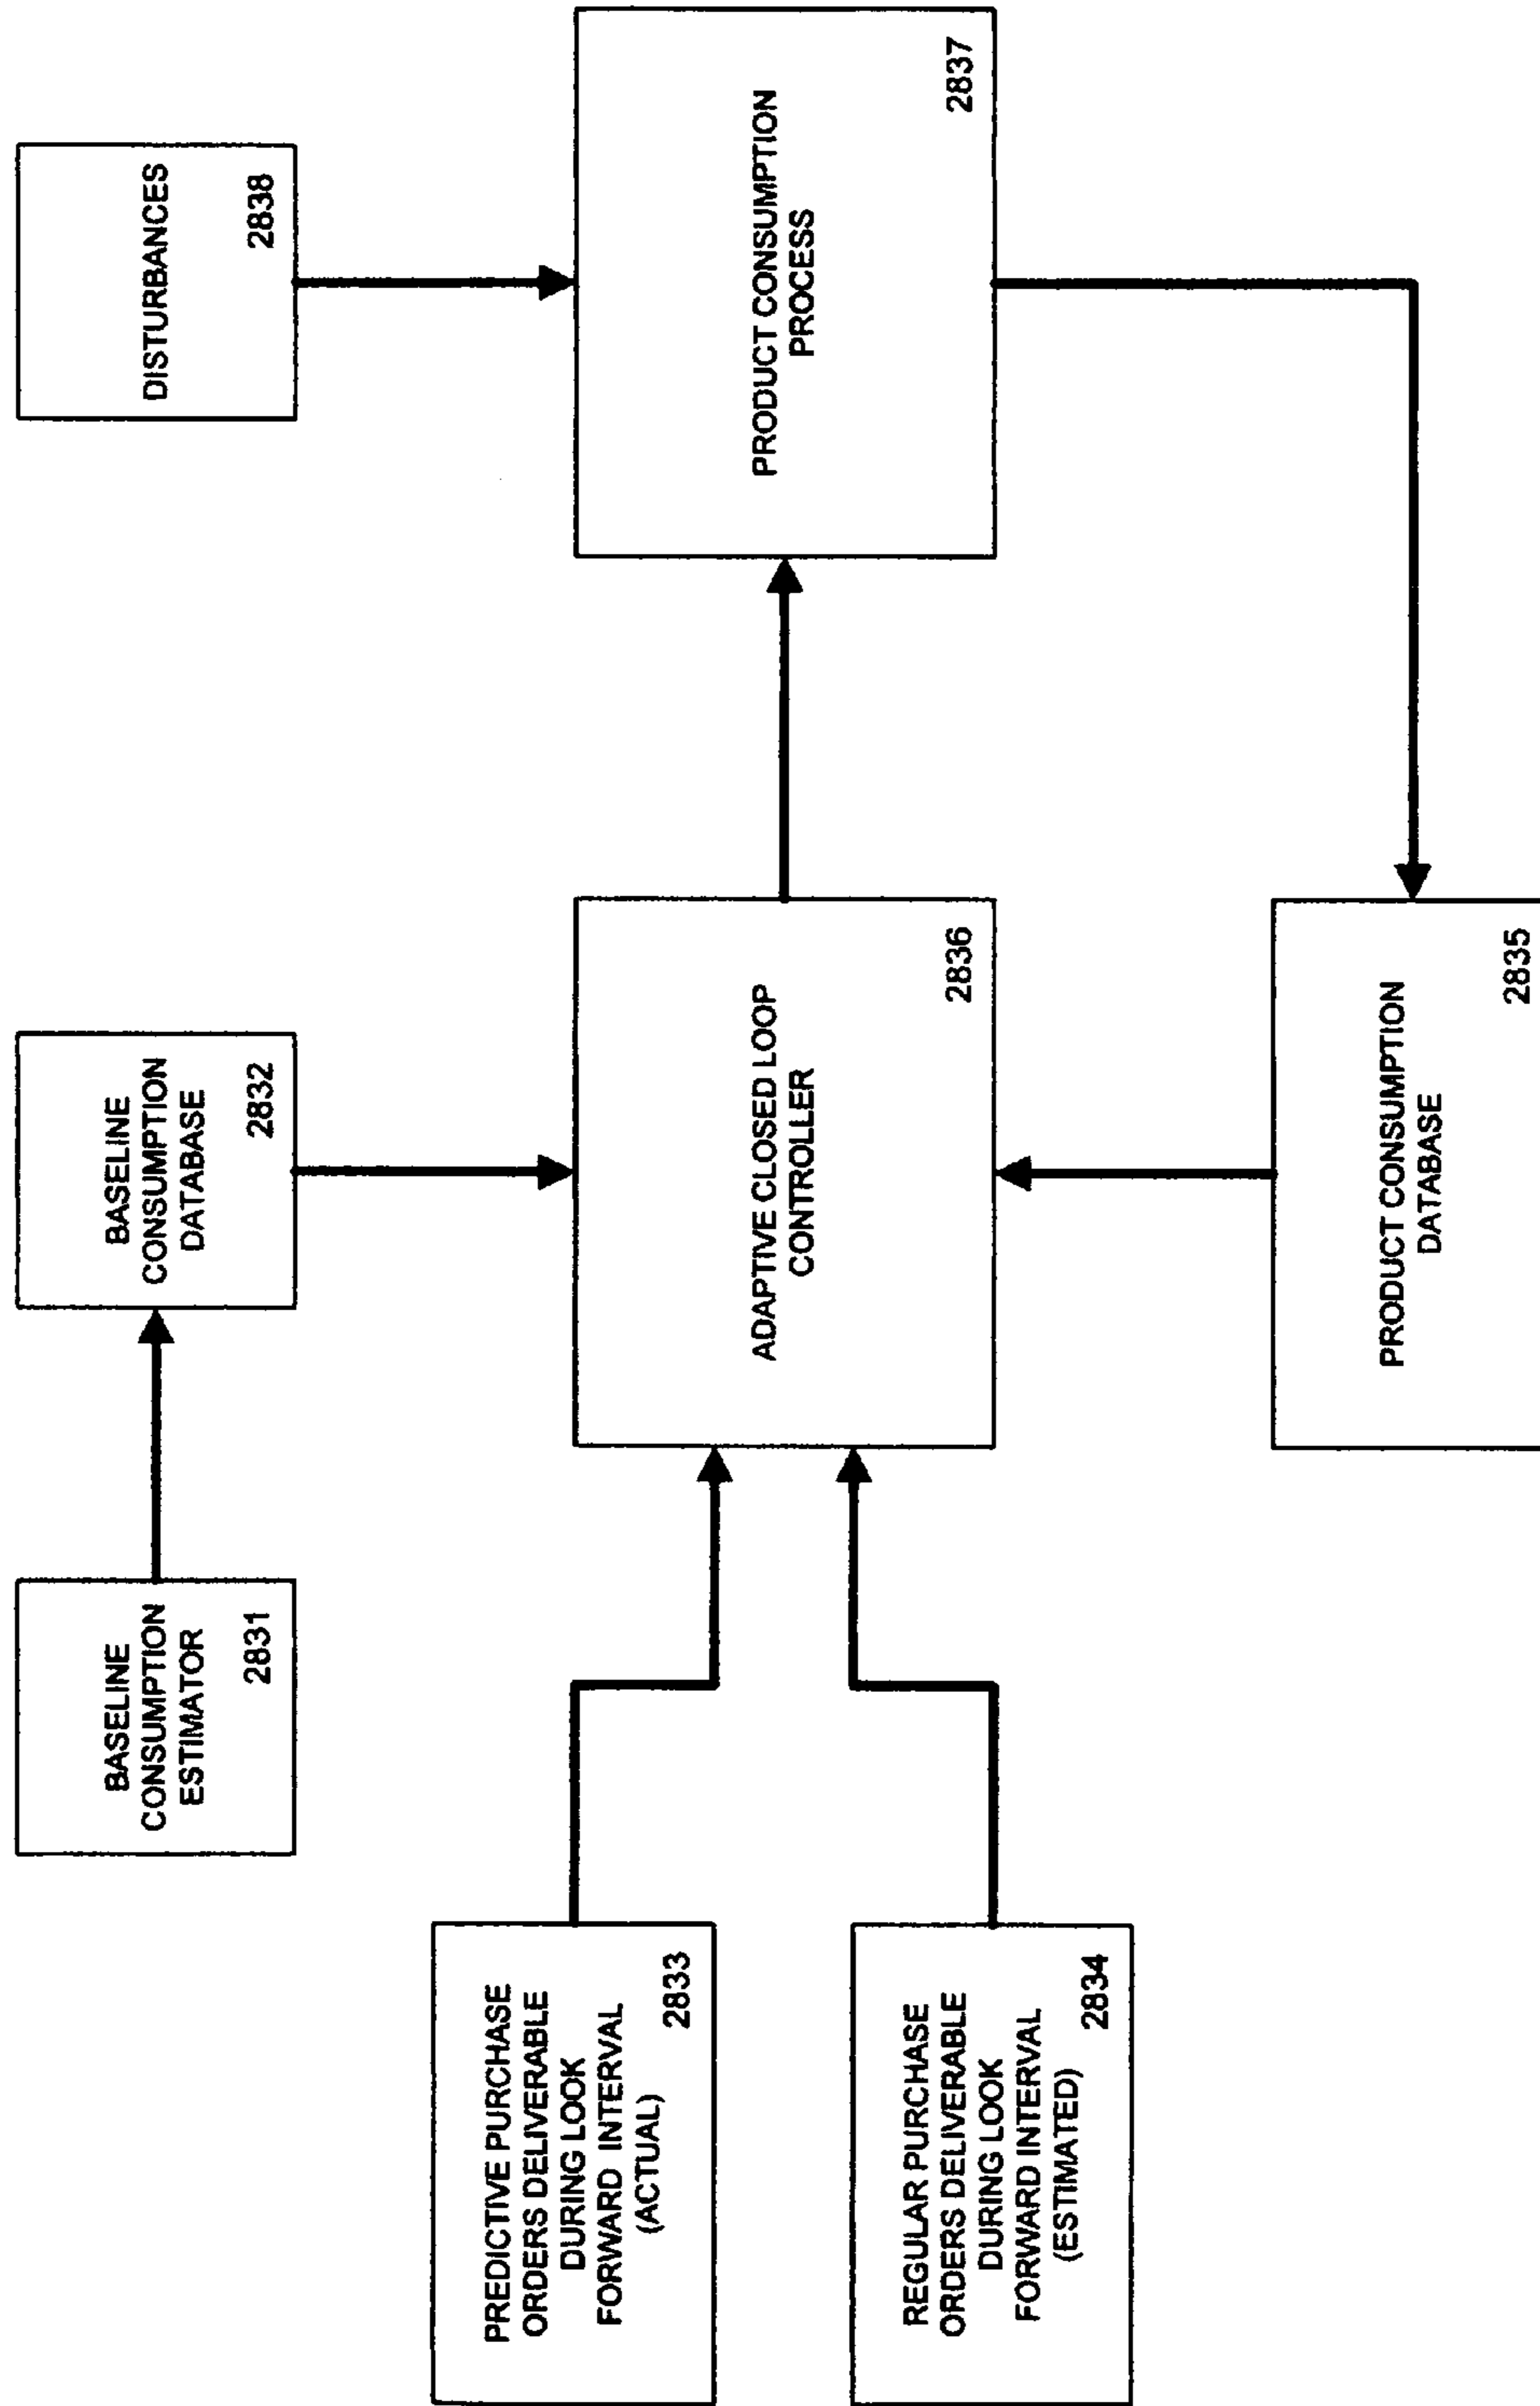 BASELINE
CONSUMPTION
ESTIMATOR
2831
BASELINE
CONSUMPTION
DATABASE
2832
DISTURBANCES
2838
PREDICTIVE PURCHASE
ORDERS DELIVERABLE
DURING LOOK
FORWARD INTERVAL
(ACTUAL)
2833
REGULAR PURCHASE
ORDERS DELIVERABLE
DURING LOOK
FORWARD INTERVAL
(ESTIMATED)
2834
ADAPTIVE CLOSED LOOP
CONTROLLER
2836
PRODUCT CONSUMPTION
PROCESS
2837
PRODUCT CONSUMPTION
DATABASE
2835